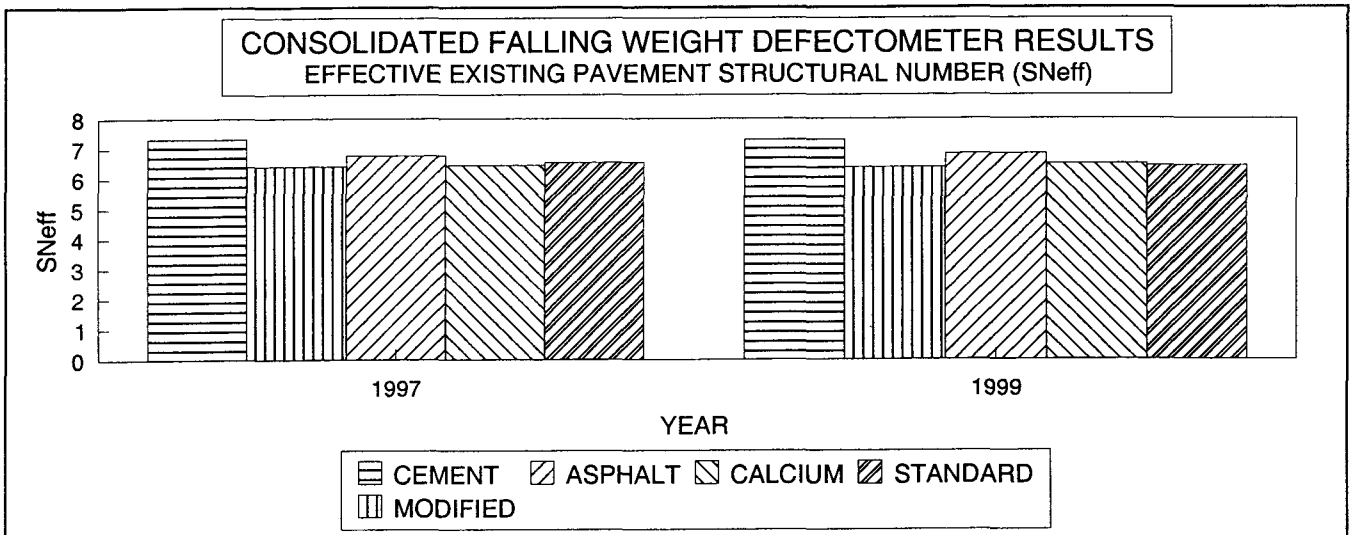 CONSOLIDATED FALLING WEIGHT DEFECTOMETER RESULTS
EFFECTIVE EXISTING PAVEMENT STRUCTURAL NUMBER (SNeff)
8
7
6
5
4
3
2
1
0
SNeff
1997 1999
YEAR
CEMENT ASPHALT CALCIUM STANDARD
MODIFIED